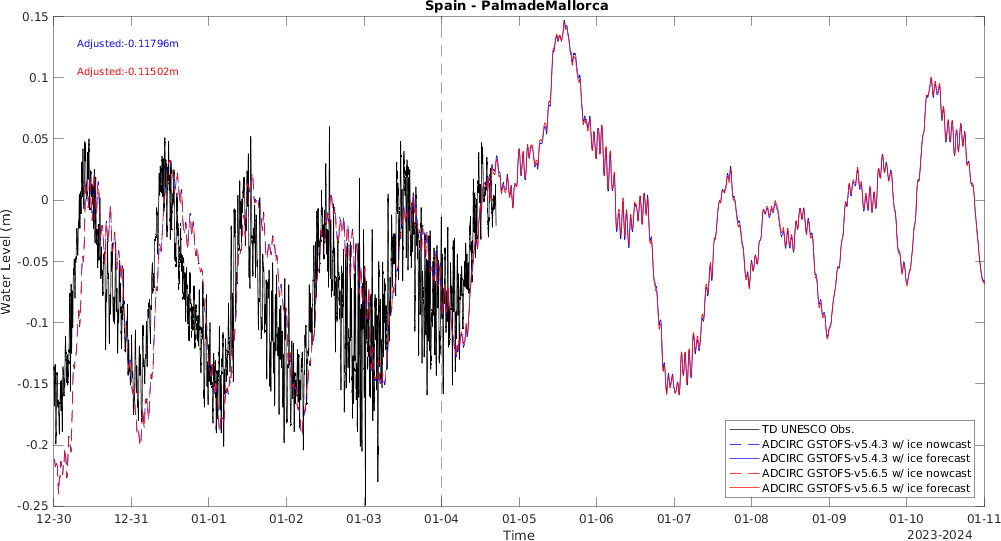 Spain - PalmadeMallorca
Adjusted:-0.11796m
Adjusted:-0.11502m
0.15
0.1
0.05
0
-0.05
-0.1
-0.15
-0.2
-0.25
Water Level (m)
TD UNESCO Obs.
ADCIRC GSTOFS-v5.4.3 w/ ice nowcast
ADCIRC GSTOFS-v5.4.3 w/ ice forecast
ADCIRC GSTOFS-v5.6.5 w/ ice nowcast
ADCIRC GSTOFS-v5.6.5 w/ ice forecast
12-30 12-31 01-01 01-02 01-03 01-04 01-05 01-06 01-07 01-08 01-09 01-10 01-11
Time
2023-2024